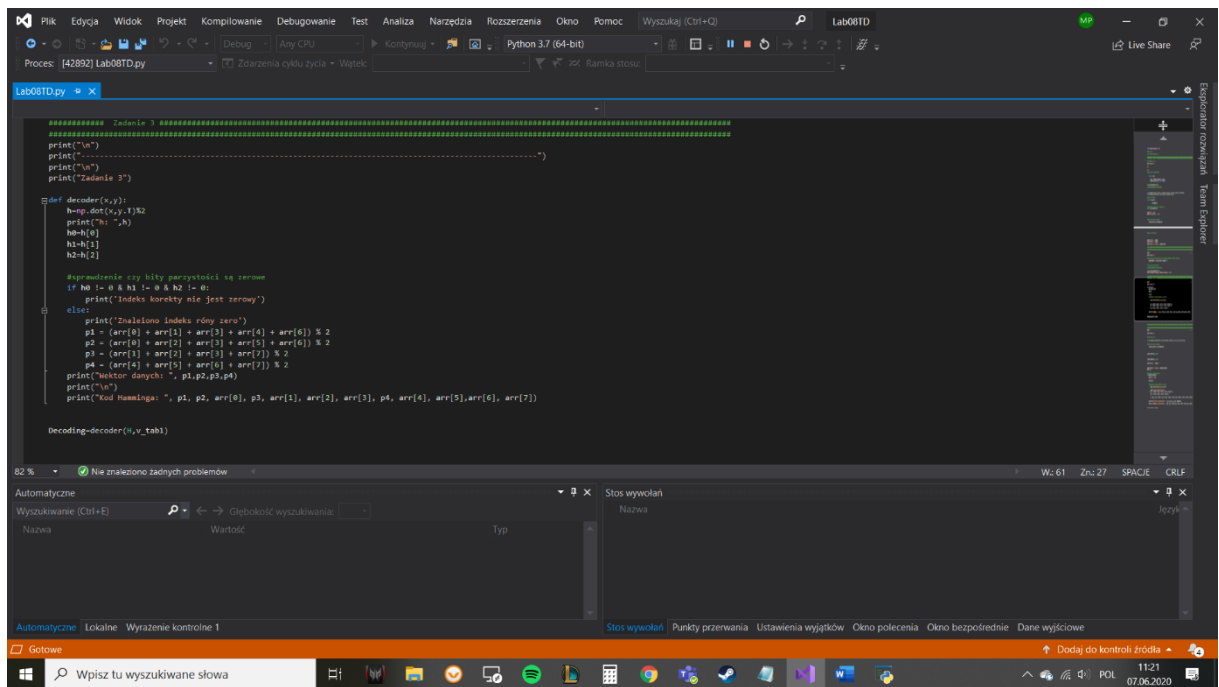 Plik Edycja Widok Projekt Kompilowanie Debugowanie Test Analiza Narzędzia Rozszerzenia Okno Pomoc Wyszukaj (Ctrl+Q) Lab08TD MP
Debug Any CPU Kontynuuj Python 3.7 (64-bit) Live Share
Proces: [42892] Lab08TD.py Zdarzenia cyklu życia Wątek: Ramka stosu:
Lab08TD.py
Eksplorator rozwiązań
Team Explorer
############ Zadanie 3
print("\n")
print("
")
print("\n")
print("Zadanie 3")
def decoder(x,y):
h=np.dot(x,y.T)%2
print("h: ",h)
h0=h[0]
h1=h[1]
h2=h[2]
#sprawdzenie czy bity parzystości są zerowe
if h0 != 0 & h1 != 0 & h2 != 0:
print('Indeks korekty nie jest zerowy')
else:
print('Znaleiono indeks róny zero')
p1 = (arr[0] + arr[1] + arr[3] + arr[4] + arr[6]) % 2
p2 = (arr[0] + arr[2] + arr[3] + arr[5] + arr[6]) % 2
p3 = (arr[1] + arr[2] + arr[3] + arr[7]) % 2
p4 = (arr[4] + arr[5] + arr[6] + arr[7]) % 2
print("Wektor danych: ", p1,p2,p3,p4)
print("\n")
print("Kod Hamminga: ", p1, p2, arr[0], p3, arr[1], arr[2], arr[3], p4, arr[4], arr[5],arr[6], arr[7])
Decoding=decoder(H,v_tab1)
82 % Nie znaleziono żadnych problemów W.: 61 Zn.: 27 SPACJE CRLF
Automatyczne
Wyszukiwanie (Ctrl+E) Głębokość wyszukiwania:
Nazwa Wartość Typ
Stos wywołań
Nazwa Język
Automatyczne Lokalne Wyrażenie kontrolne 1
Stos wywołań Punkty przerwania Ustawienia wyjątków Okno polecenia Okno bezpośrednie Dane wyjściowe
Gotowe Dodaj do kontroli źródła
Wpisz tu wyszukiwane słowa POL 11:21
07.06.2020